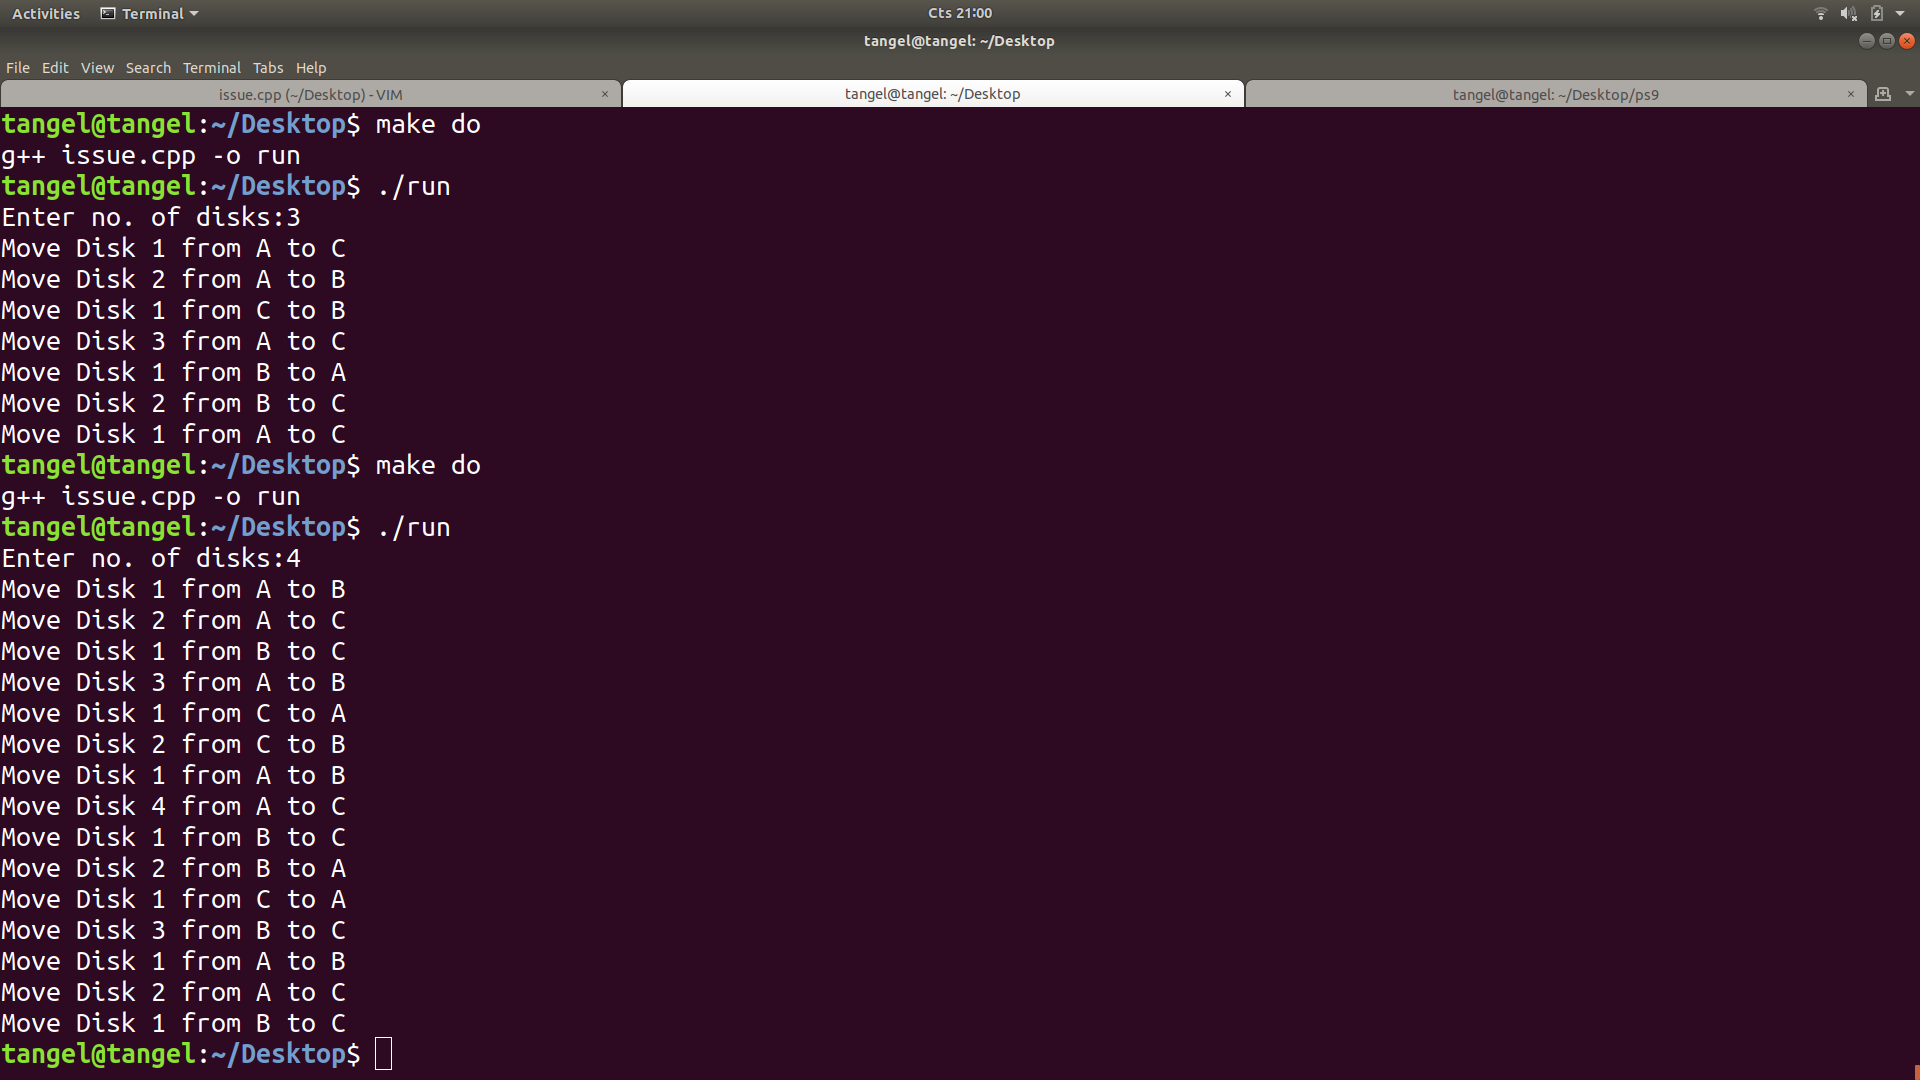 Activities Terminal Cts 21:00
tangel@tangel: ~/Desktop
File Edit View Search Terminal Tabs Help
issue.cpp (~/Desktop) - VIM × tangel@tangel: ~/Desktop × tangel@tangel: ~/Desktop/ps9 ×
tangel@tangel:~/Desktop$ make do
g++ issue.cpp -o run
tangel@tangel:~/Desktop$ ./run
Enter no. of disks:3
Move Disk 1 from A to C
Move Disk 2 from A to B
Move Disk 1 from C to B
Move Disk 3 from A to C
Move Disk 1 from B to A
Move Disk 2 from B to C
Move Disk 1 from A to C
tangel@tangel:~/Desktop$ make do
g++ issue.cpp -o run
tangel@tangel:~/Desktop$ ./run
Enter no. of disks:4
Move Disk 1 from A to B
Move Disk 2 from A to C
Move Disk 1 from B to C
Move Disk 3 from A to B
Move Disk 1 from C to A
Move Disk 2 from C to B
Move Disk 1 from A to B
Move Disk 4 from A to C
Move Disk 1 from B to C
Move Disk 2 from B to A
Move Disk 1 from C to A
Move Disk 3 from B to C
Move Disk 1 from A to B
Move Disk 2 from A to C
Move Disk 1 from B to C
tangel@tangel:~/Desktop$